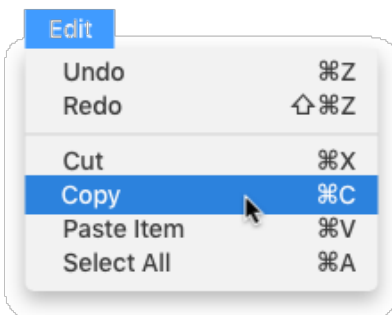 Edit
Undo ⌘Z
Redo ⇧⌘Z
Cut ⌘X
Copy ⌘C
Paste Item ⌘V
Select All ⌘A